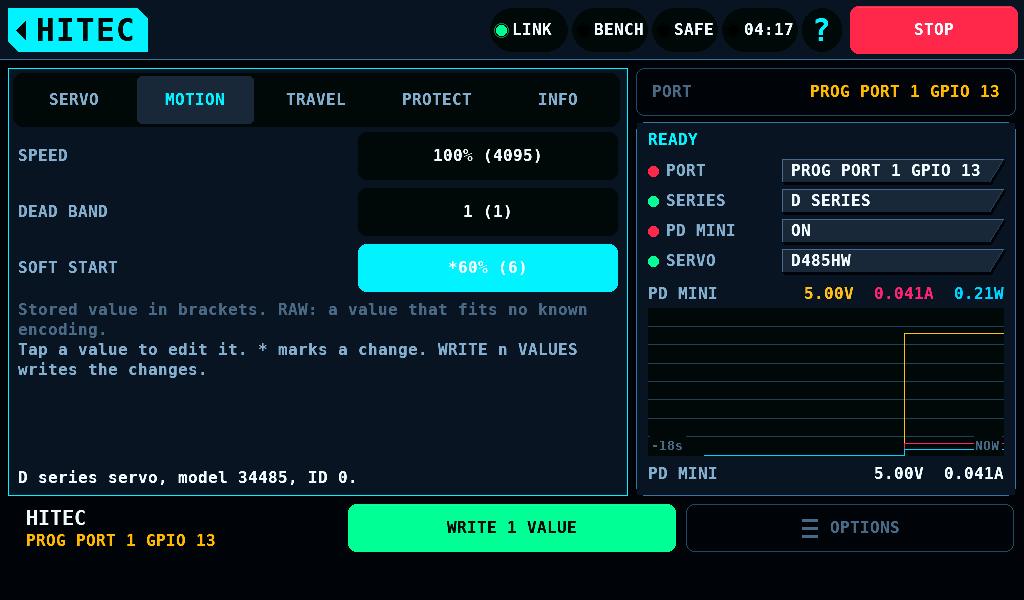 HITEC
LINK
BENCH
SAFE
04:17
?
STOP
SERVO
MOTION
TRAVEL
PROTECT
INFO
SPEED
100% (4095)
DEAD BAND
1 (1)
SOFT START
*60% (6)
Stored value in brackets. RAW: a value that fits no known
encoding.
Tap a value to edit it. * marks a change. WRITE n VALUES
writes the changes.
D series servo, model 34485, ID 0.
PORT
PROG PORT 1 GPIO 13
READY
PORT
PROG PORT 1 GPIO 13
SERIES
D SERIES
PD MINI
ON
SERVO
D485HW
PD MINI
5.00V
0.041A
0.21W
-18s
NOW
PD MINI
5.00V
0.041A
HITEC
PROG PORT 1 GPIO 13
WRITE 1 VALUE
OPTIONS